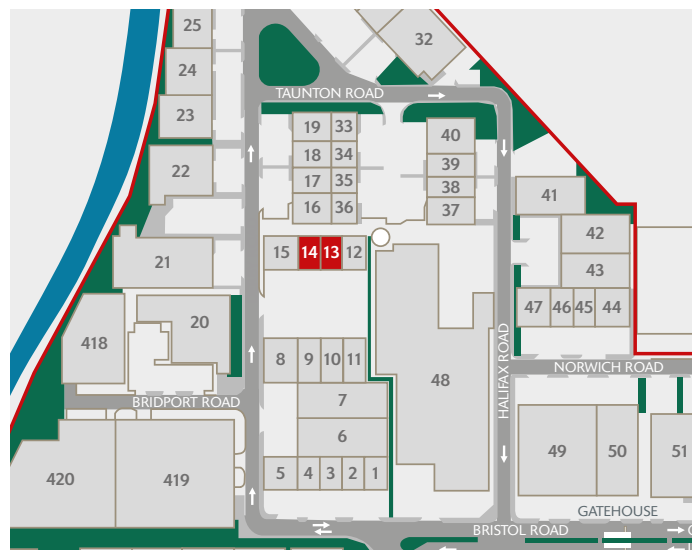 25
32
24
TAUNTON ROAD
23
19 33
40
18 34
39
22
17 35
38
41
16 36
37
42
15 14 13 12
21
43
47 46 45 44
20
418
8 9 10 11
HALIFAX ROAD
NORWICH ROAD
48
7
BRIDPORT ROAD
6
49 50 51
5 4 3 2 1
420 419
GATEHOUSE
BRISTOL ROAD